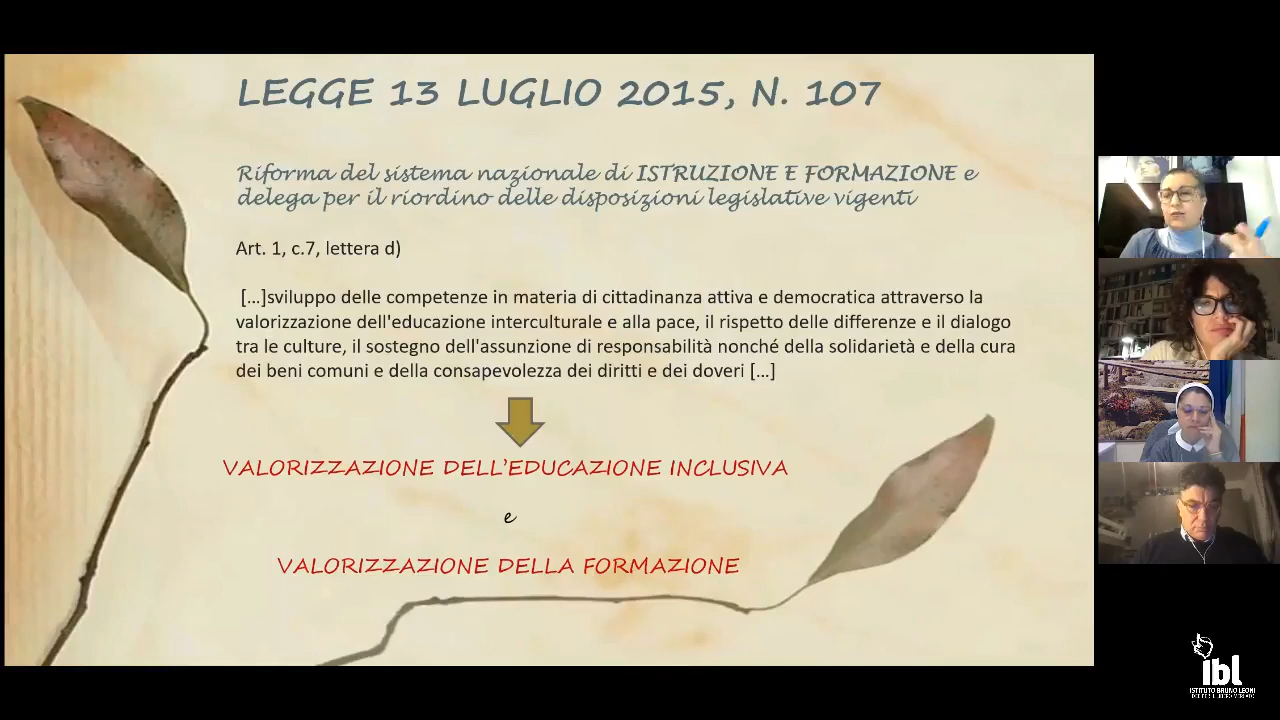 LEGGE 13 LUGLIO 2015, N. 107
Riforma del sistema nazionale di ISTRUZIONE E FORMAZIONE e
delega per il riordino delle disposizioni legislative vigenti
Art. 1, c.7, lettera d)
[...]sviluppo delle competenze in materia di cittadinanza attiva e democratica attraverso la
valorizzazione dell'educazione interculturale e alla pace, il rispetto delle differenze e il dialogo
tra le culture, il sostegno dell'assunzione di responsabilità nonché della solidarietà e della cura
dei beni comuni e della consapevolezza dei diritti e dei doveri [...]
VALORIZZAZIONE DELL'EDUCAZIONE INCLUSIVA
e
VALORIZZAZIONE DELLA FORMAZIONE
ibl
ISTITUTO BRUNO LEONI